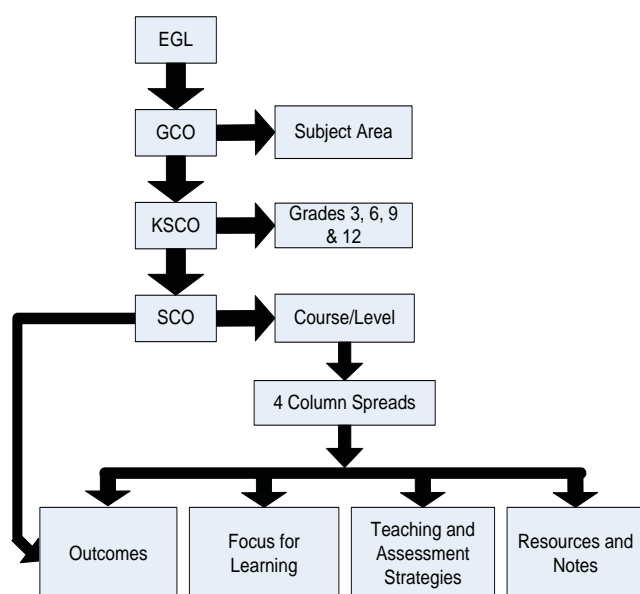 EGL
GCO
Subject Area
KSCO
Grades 3, 6, 9
& 12
SCO
Course/Level
4 Column Spreads
Outcomes
Focus for
Learning
Teaching and
Assessment
Strategies
Resources and
Notes